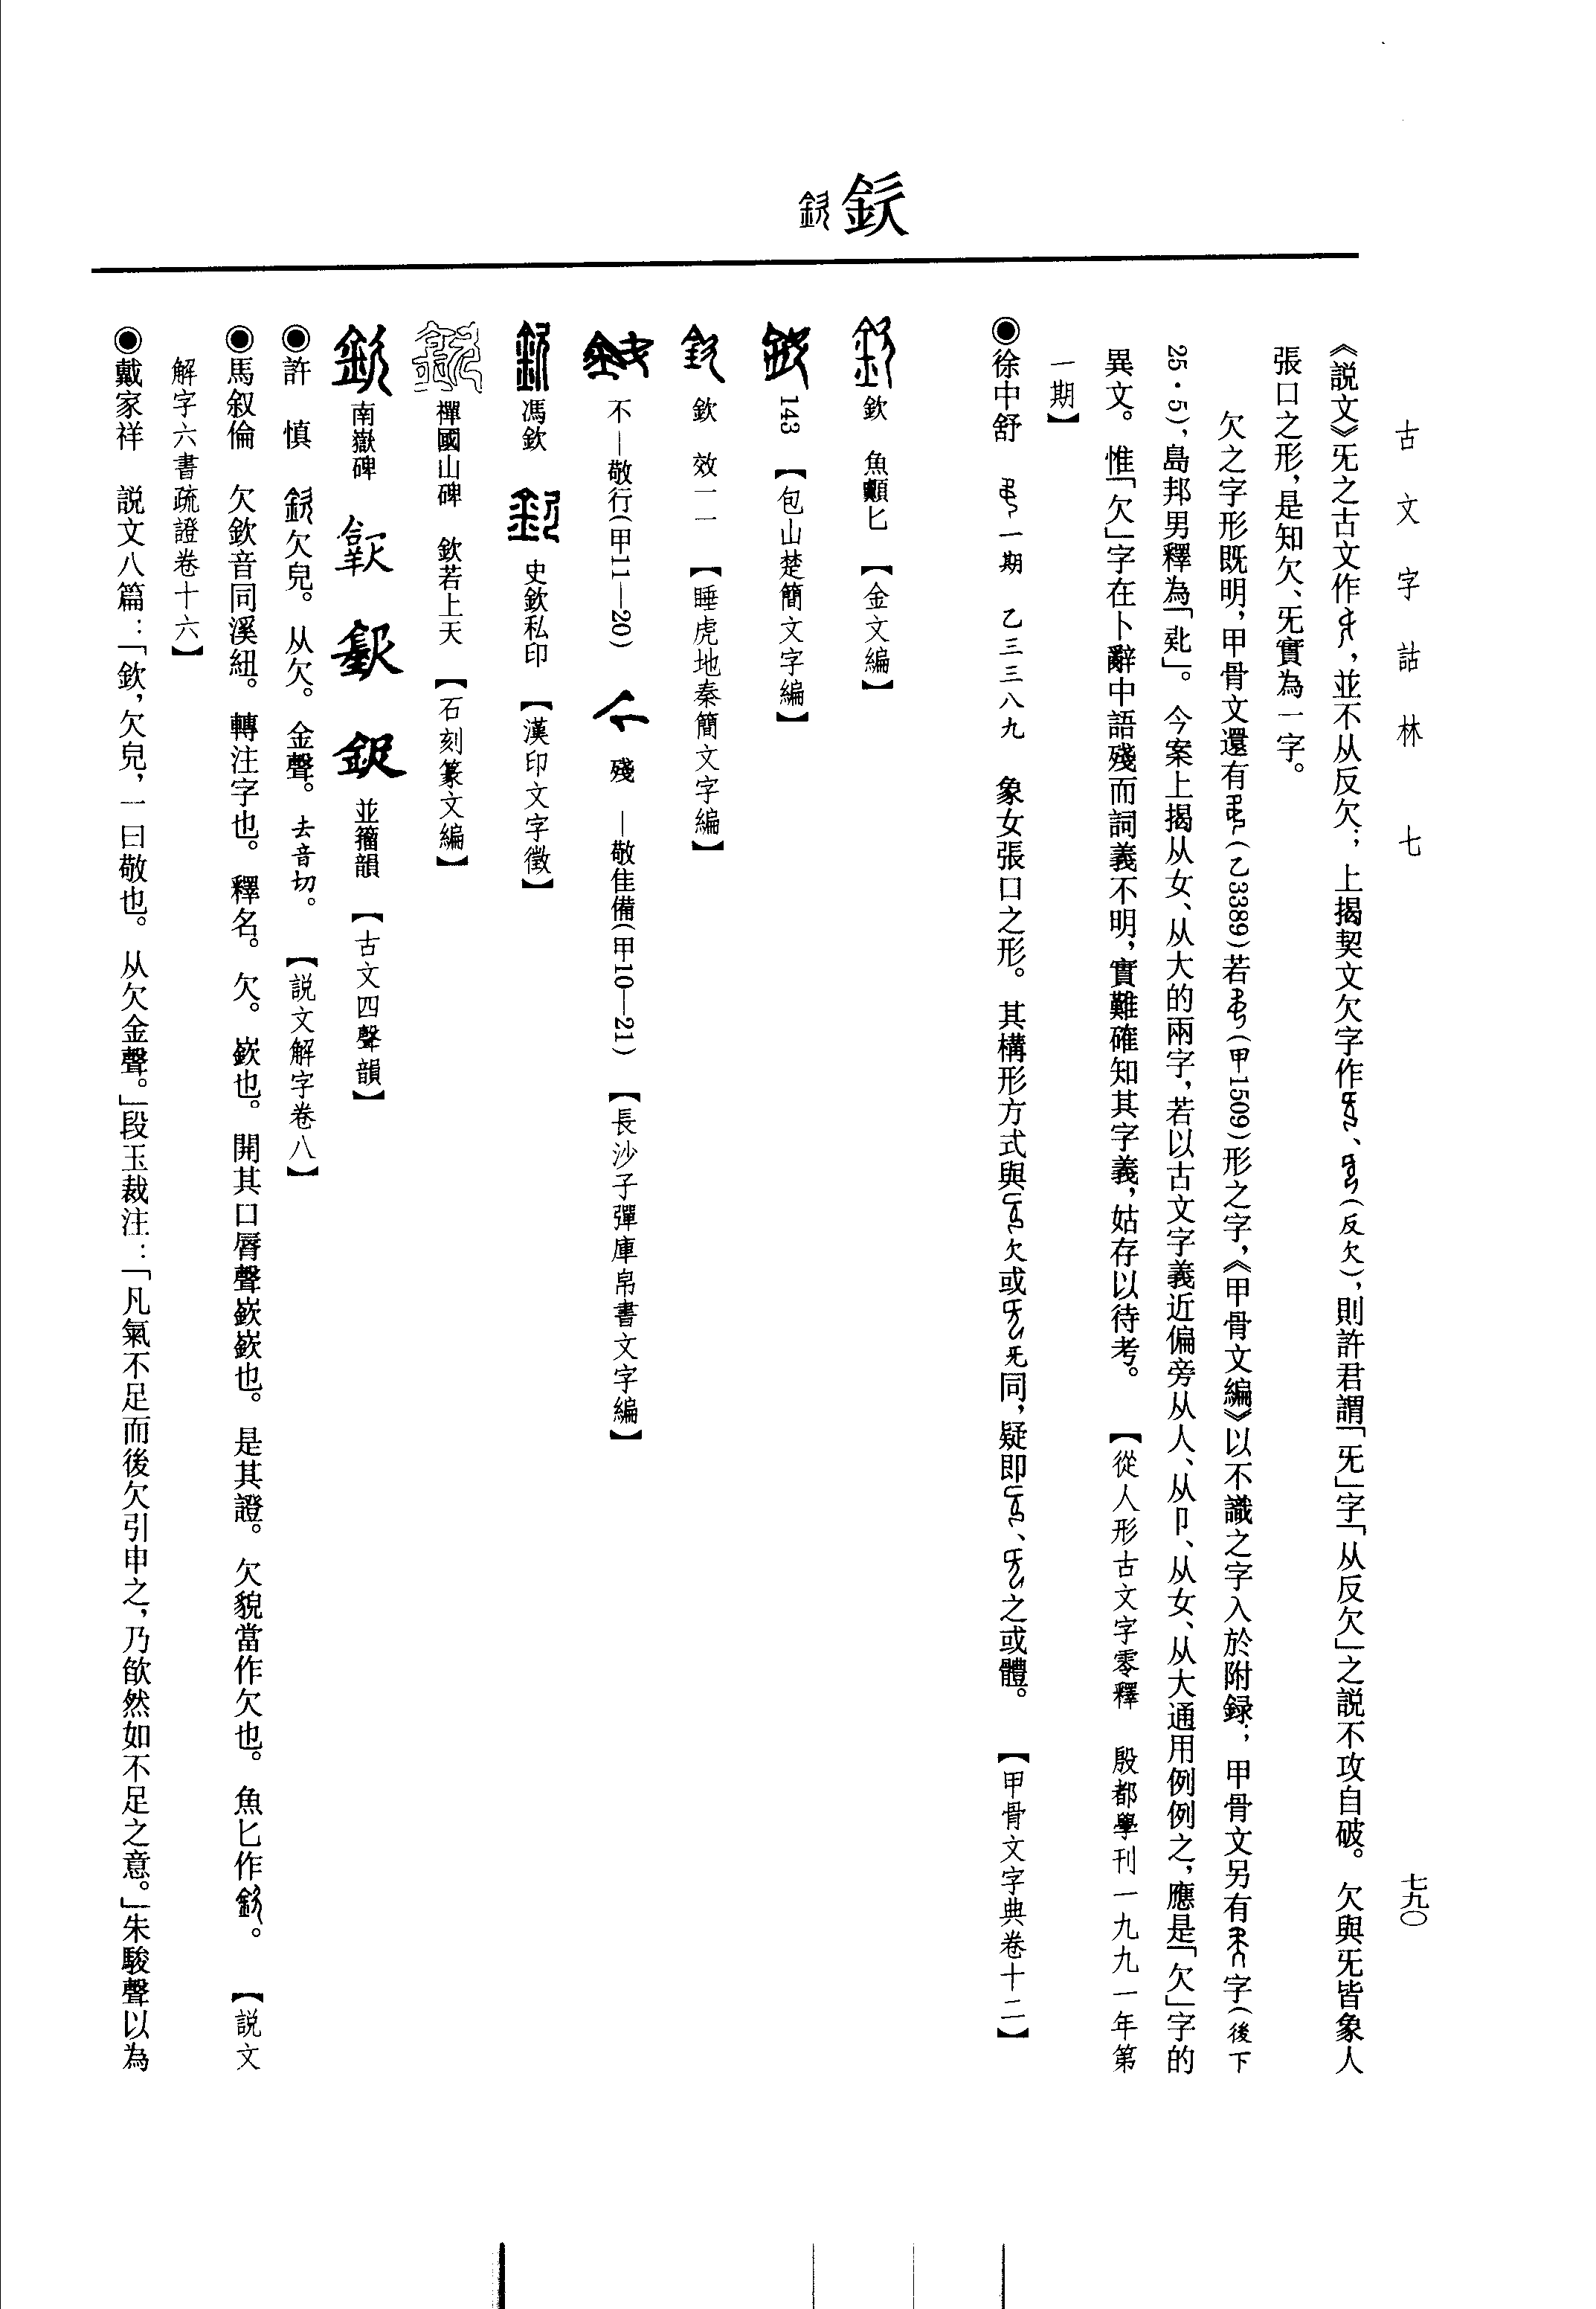 古文字詁林　七
七九〇
《説文》旡之古文作，並不从反欠；上揭契文欠字作、（反欠），則許君謂「旡」字「从反欠」之説不攻自破。欠與旡皆象人
張口之形，是知欠、旡實為一字。
欠之字形既明，甲骨文還有（乙3389）若（甲1509）形之字，《甲骨文編》以不識之字入於附録；甲骨文另有字（後下
25·5），島邦男釋為「」。今案上揭从女、从大的兩字，若以古文字義近偏旁从人、从卩、从女、从大通用例例之，應是「欠」字的
異文。惟「欠」字在卜辭中語殘而詞義不明，實難確知其字義，姑存以待考。　【從人形古文字零釋　殷都學刊一九九一年第
一期】
◉徐中舒　一期　乙三三八九　象女張口之形。其構形方式與欠或旡同，疑即、之或體。　【甲骨文字典卷十二】
欽　欽
欽　魚顱匕　【金文編】
143　【包山楚簡文字編】
欽　效一一　【睡虎地秦簡文字編】
不—敬行（甲11—20）　殘　—敬隹備（甲10—21）　【長沙子彈庫帛書文字編】
馮欽　史欽私印　【漢印文字徵】
禪國山碑　欽若上天　【石刻篆文編】
南嶽碑　並籀韻　【古文四聲韻】
◉許　慎　欽欠皃。从欠。金聲。去音切。　【説文解字卷八】
◉馬叙倫　欠欽音同溪紐。轉注字也。釋名。欠。嶔也。開其口脣聲嶔嶔也。是其證。欠貌當作欠也。魚匕作。　【説文
解字六書疏證卷十六】
◉戴家祥　説文八篇：「欽，欠皃，一曰敬也。从欠金聲。」段玉裁注：「凡氣不足而後欠引申之，乃欿然如不足之意。」朱駿聲以為